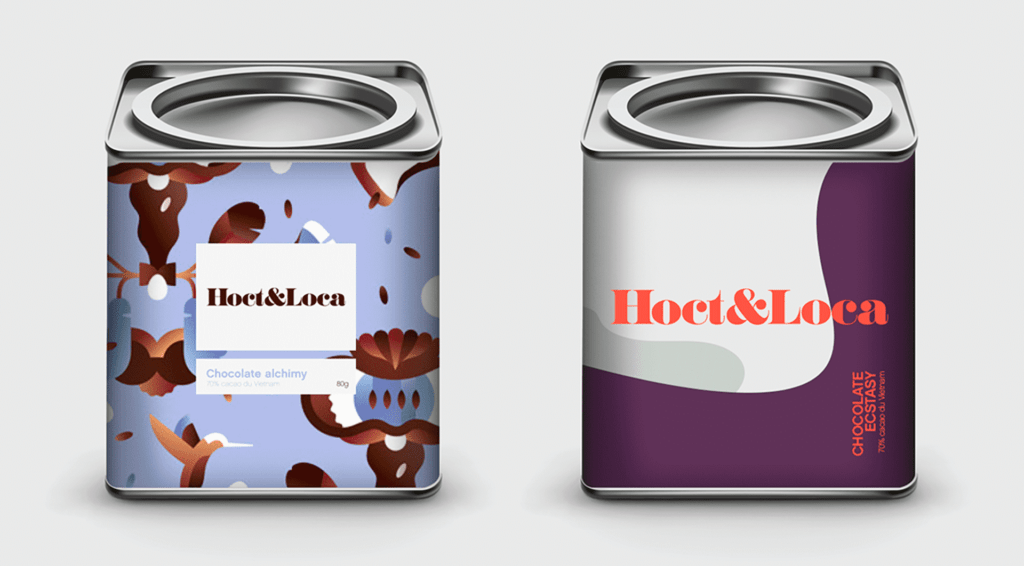 Hoct&Loca
Chocolate alchimy
70% cacao du Vietnam
80g
Hoct&Loca
CHOCOLATE
ECSTASY
70% cacao du Vietnam